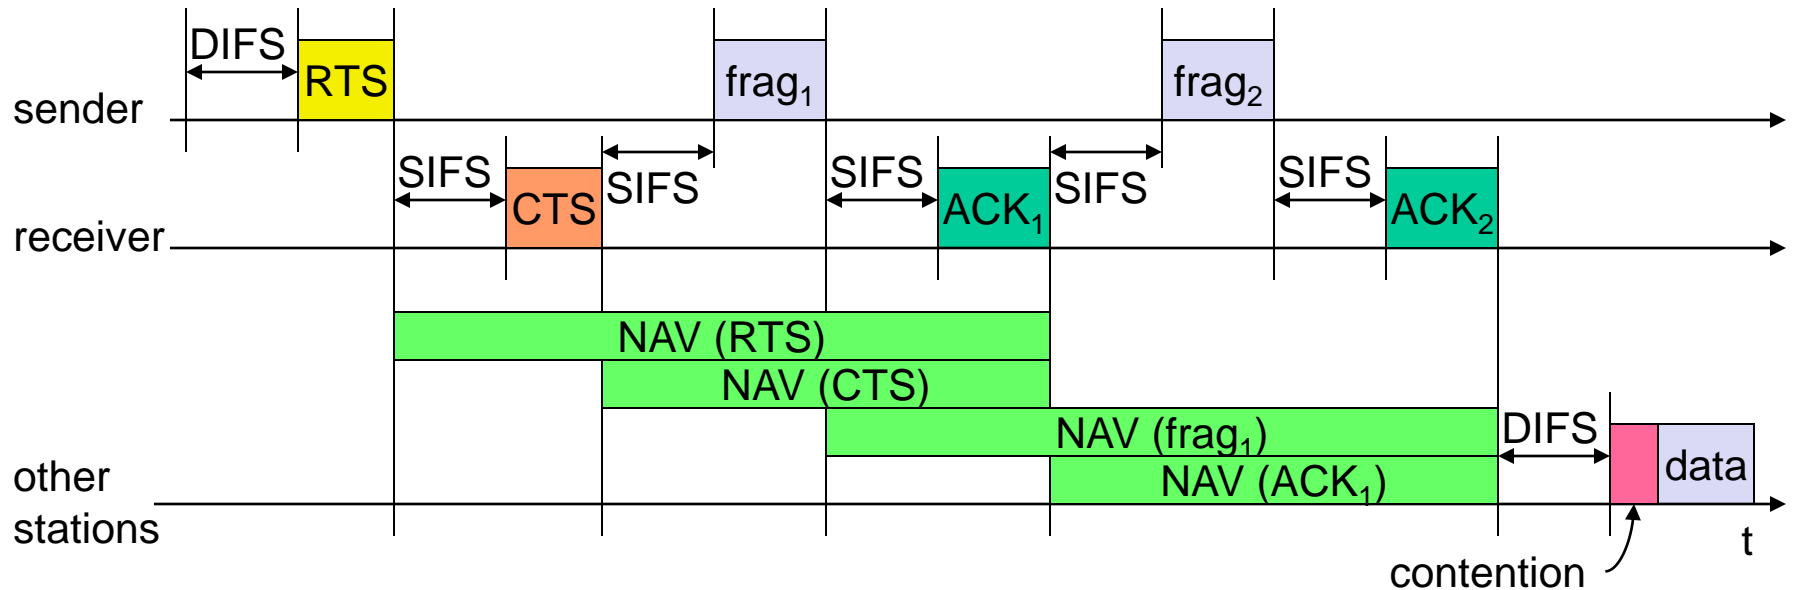 DIFS
RTS
frag1
frag2
sender
SIFS
CTS
SIFS
SIFS
ACK1
SIFS
SIFS
ACK2
receiver
NAV (RTS)
NAV (CTS)
NAV (frag1)
DIFS
NAV (ACK1)
data
other
stations
t
contention